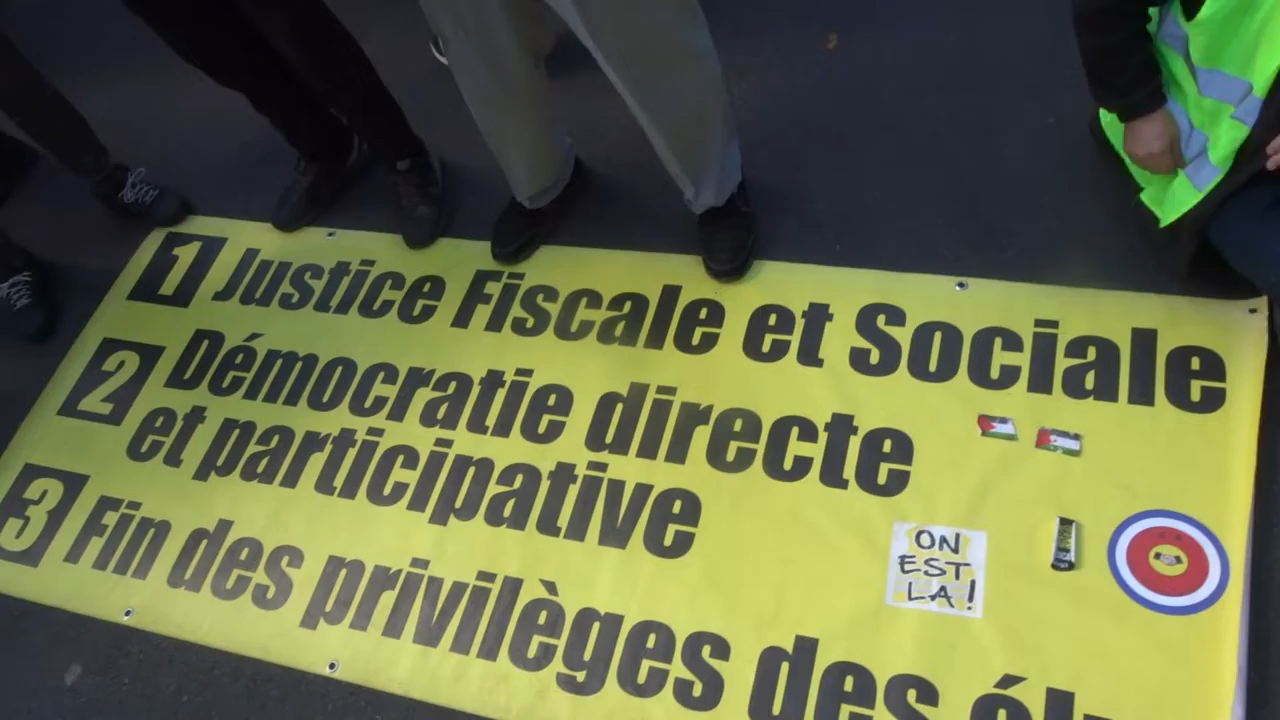 1 Justice Fiscale et Sociale
2 Démocratie directe
et participative
3 Fin des privilèges des
ON
EST
LA!